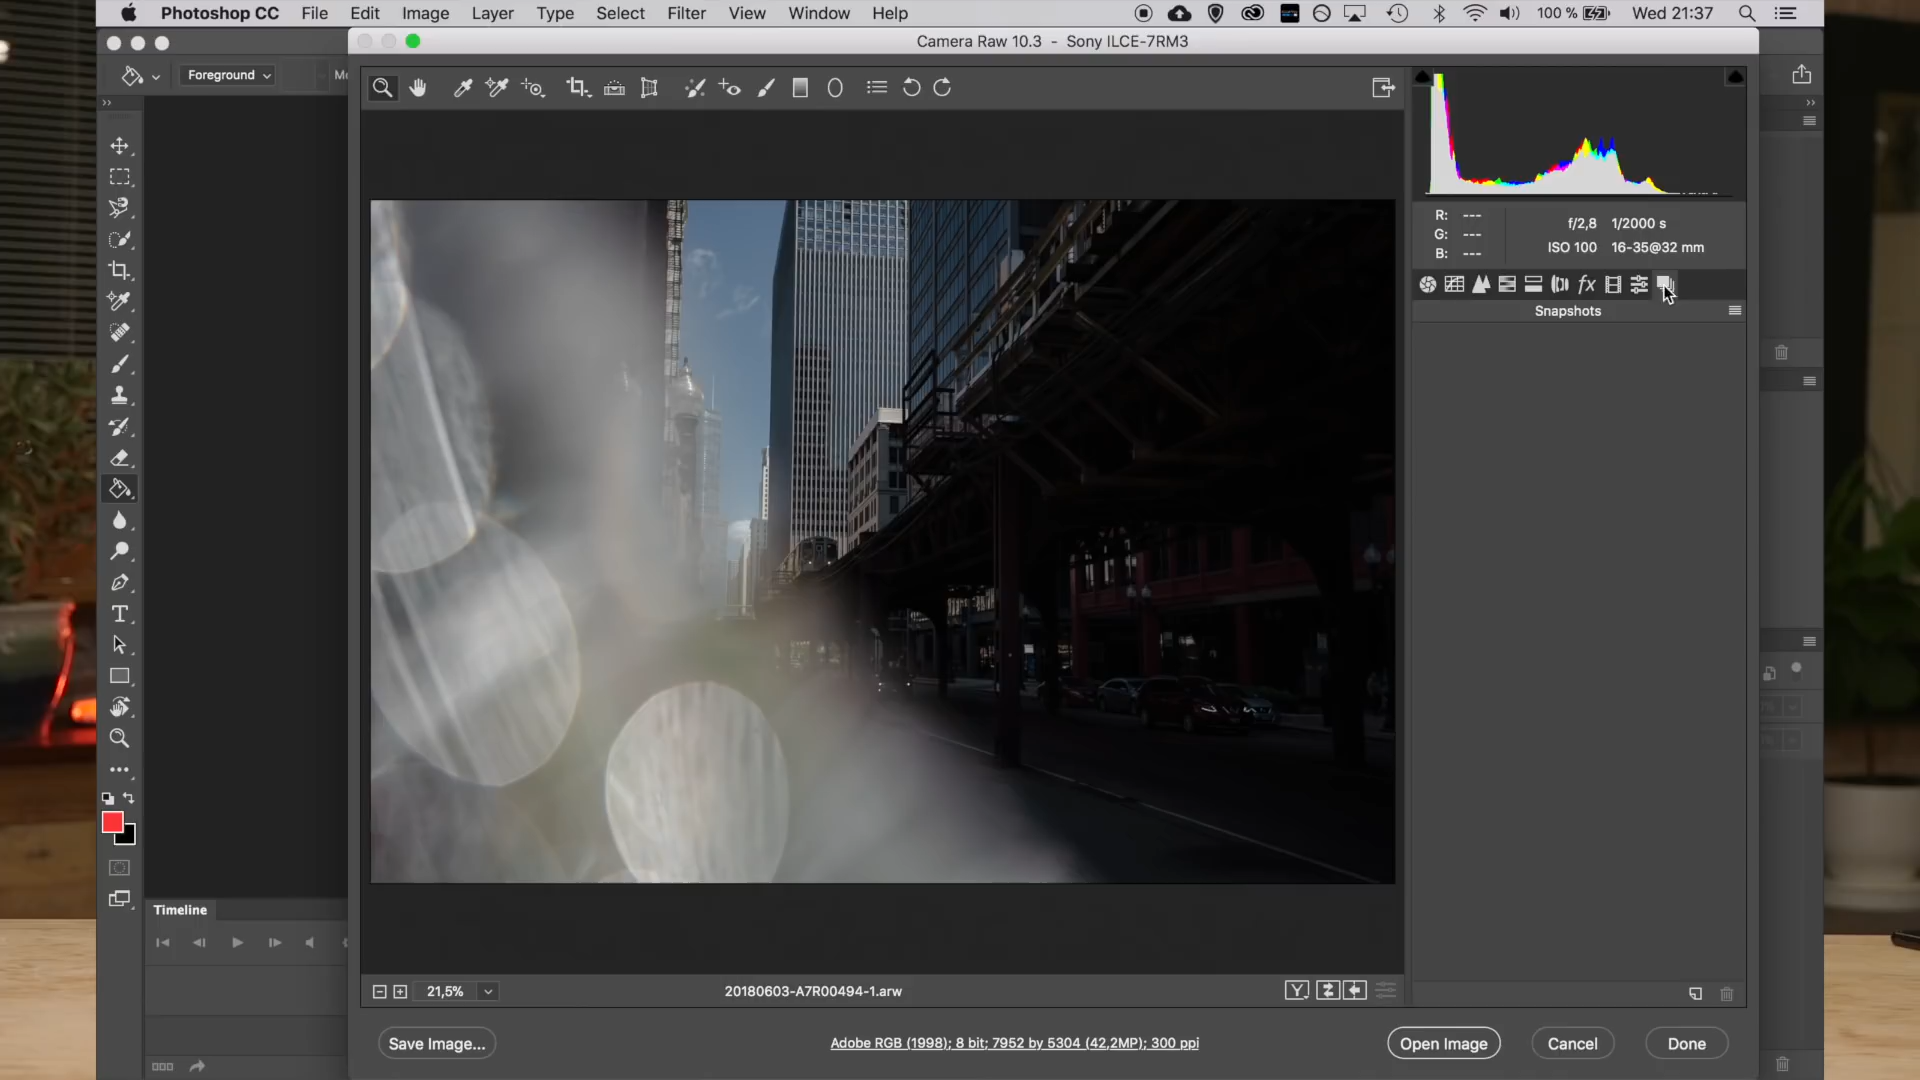 Photoshop CC File Edit Image Layer Type Select Filter View Window Help 100 % Wed 21:37
Camera Raw 10.3 - Sony ILCE-7RM3
Foreground
R: ---
G: ---
B: ---
f/2,8 1/2000 s
ISO 100 16-35@32 mm
fx
Snapshots
T
Timeline
21,5%
20180603-A7R00494-1.arw
Y
Save Image...
Adobe RGB (1998); 8 bit; 7952 by 5304 (42,2MP); 300 ppi
Open Image
Cancel
Done